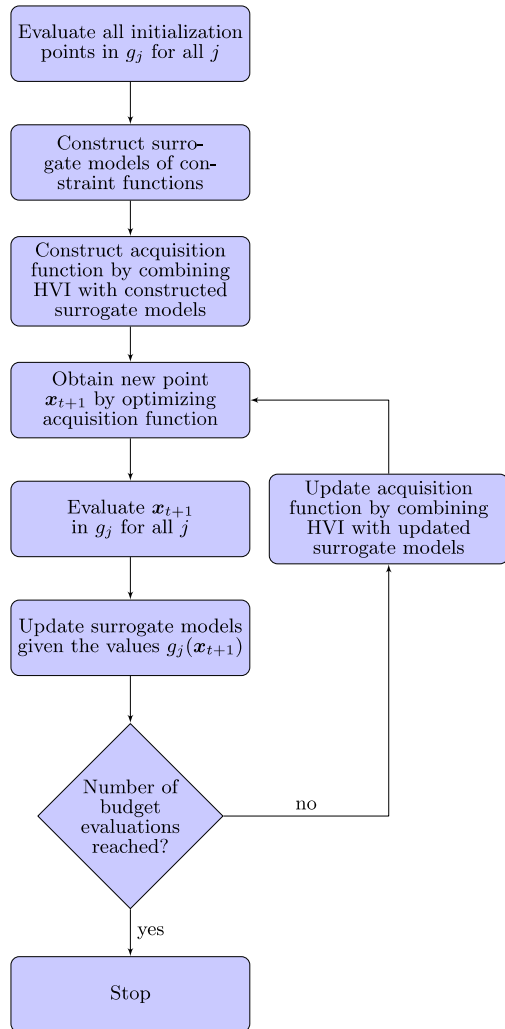 Evaluate all initialization
points in $g_j$ for all $j$
Construct surro-
gate models of con-
straint functions
Construct acquisition
function by combining
HVI with constructed
surrogate models
Obtain new point
$\boldsymbol{x}_{t+1}$ by optimizing
acquisition function
Evaluate $\boldsymbol{x}_{t+1}$
in $g_j$ for all $j$
Update acquisition
function by combining
HVI with updated
surrogate models
Update surrogate models
given the values $g_j(\boldsymbol{x}_{t+1})$
Number of
budget
evaluations
reached?
no
yes
Stop